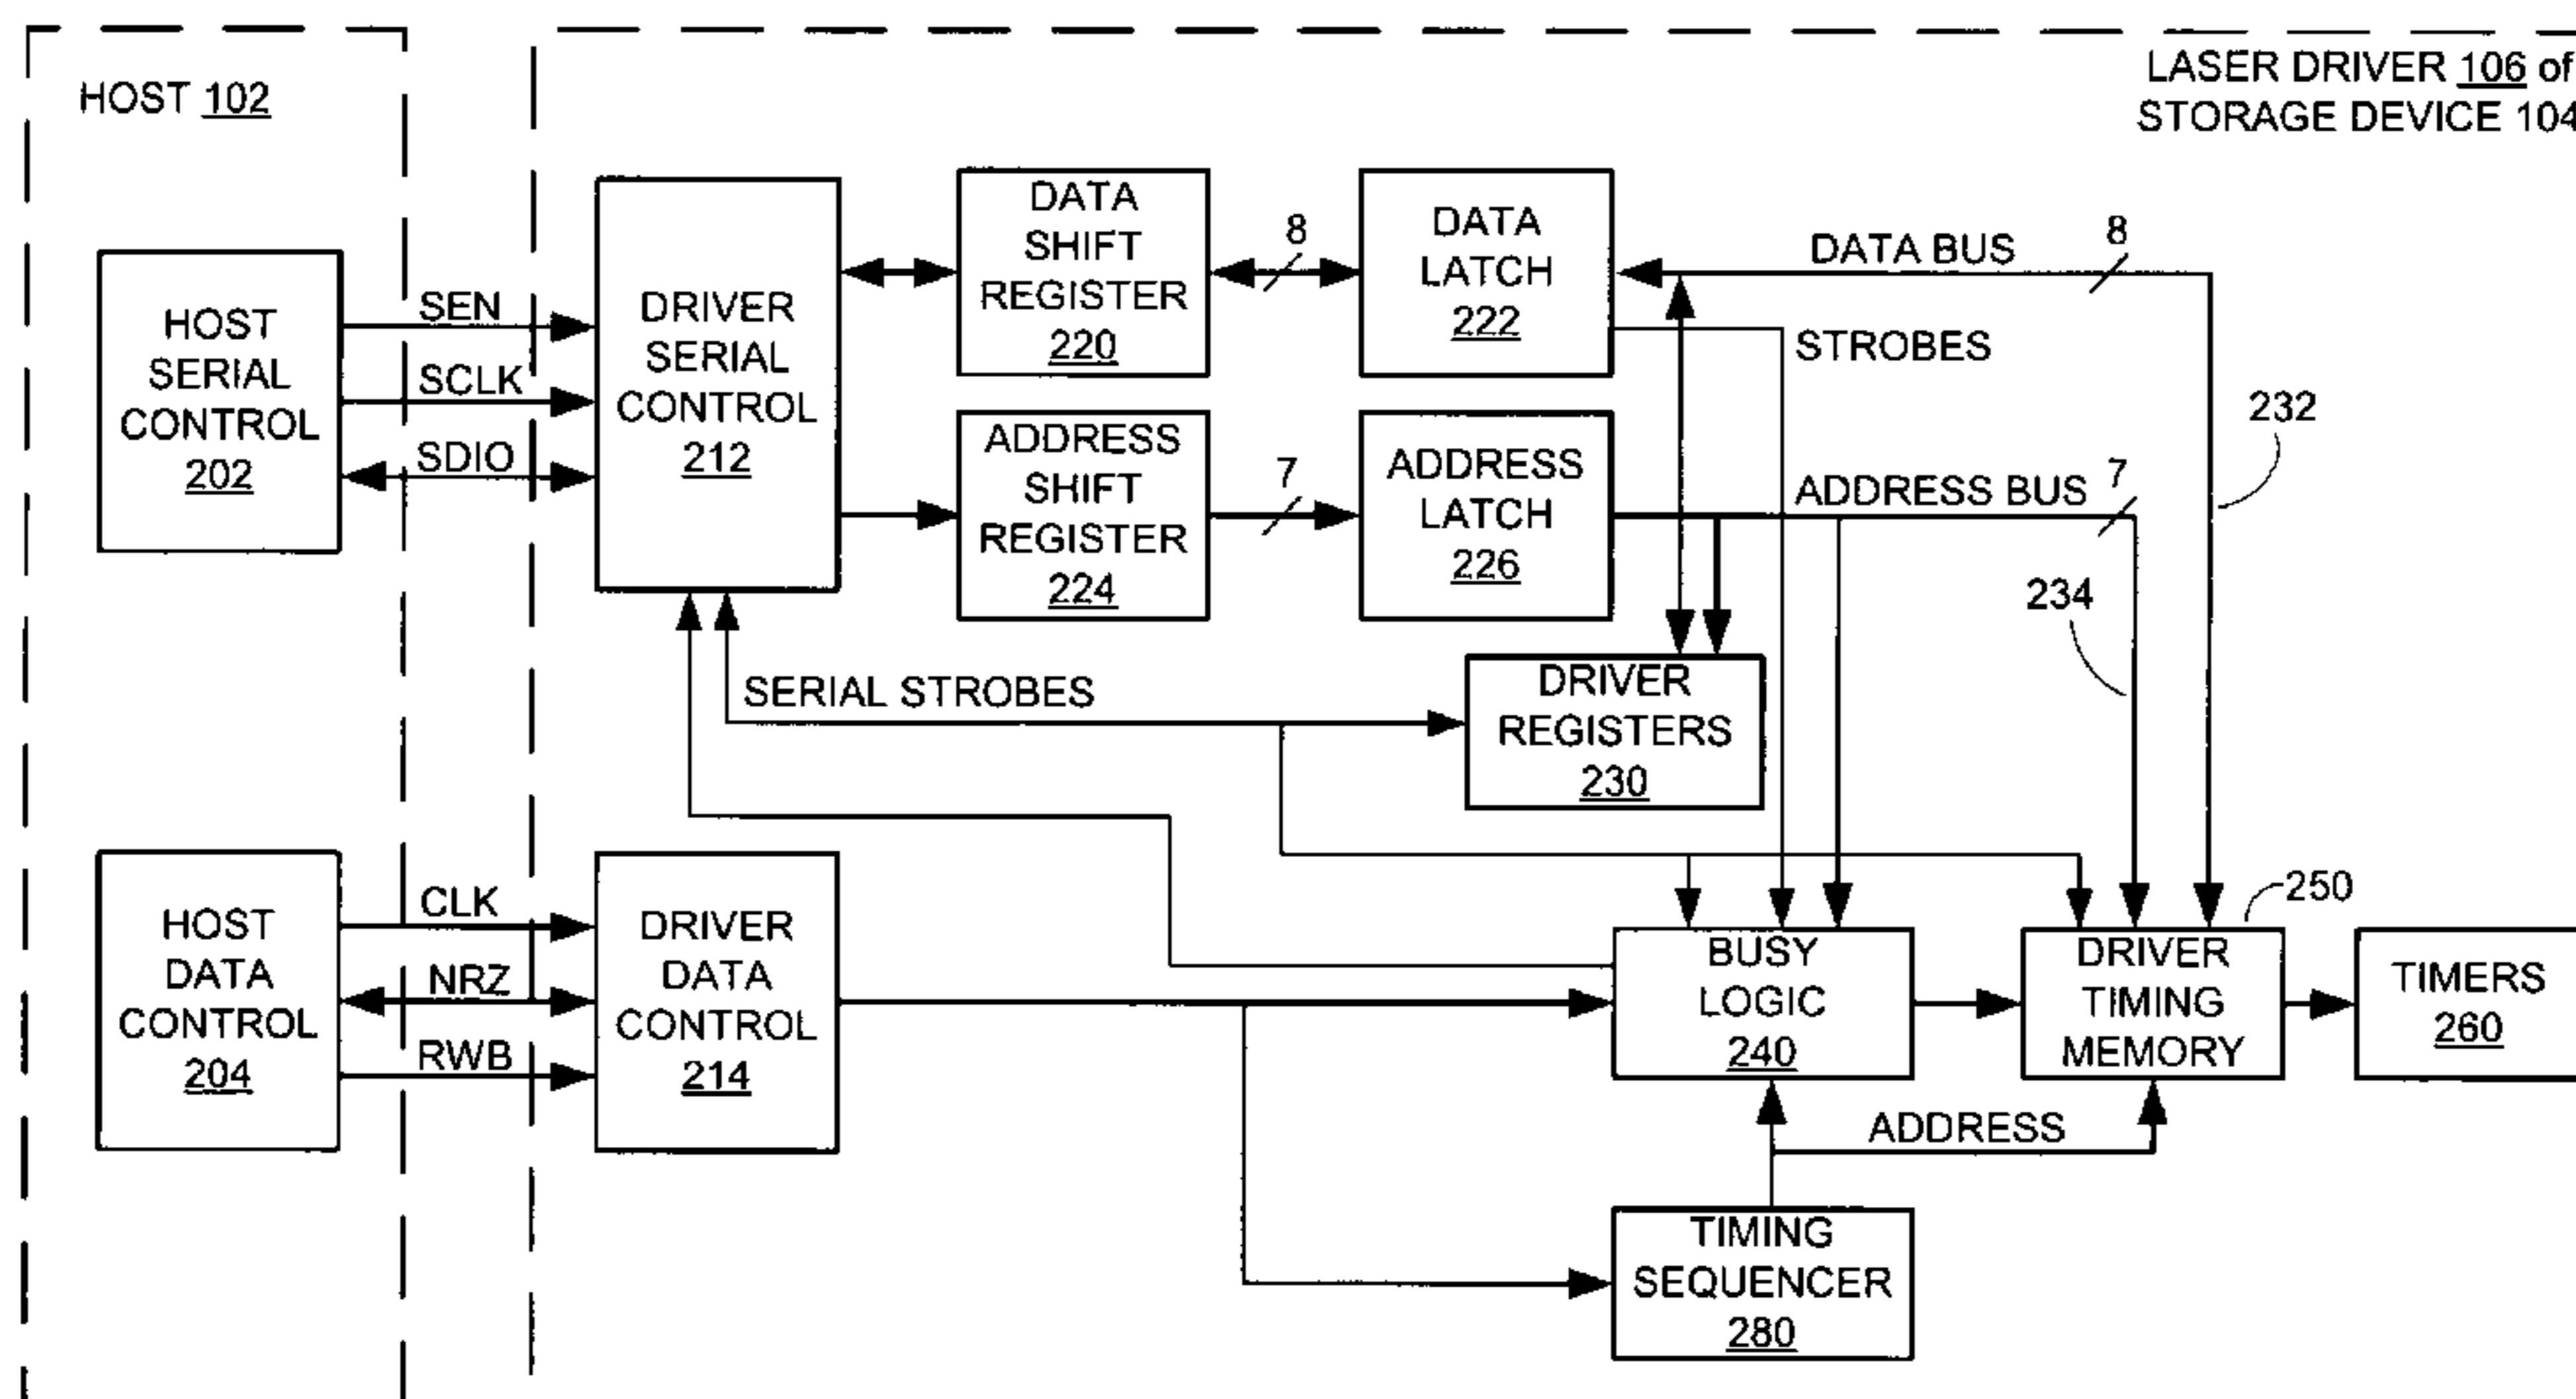 HOST 102
LASER DRIVER 106 of
STORAGE DEVICE 104
HOST
SERIAL
CONTROL
202
SEN
SCLK
SDIO
DRIVER
SERIAL
CONTROL
212
DATA
SHIFT
REGISTER
220
8
DATA
LATCH
222
DATA BUS
8
STROBES
232
ADDRESS
SHIFT
REGISTER
224
7
ADDRESS
LATCH
226
ADDRESS BUS
7
234
SERIAL STROBES
DRIVER
REGISTERS
230
HOST
DATA
CONTROL
204
CLK
NRZ
RWB
DRIVER
DATA
CONTROL
214
BUSY
LOGIC
240
250
DRIVER
TIMING
MEMORY
TIMERS
260
ADDRESS
TIMING
SEQUENCER
280